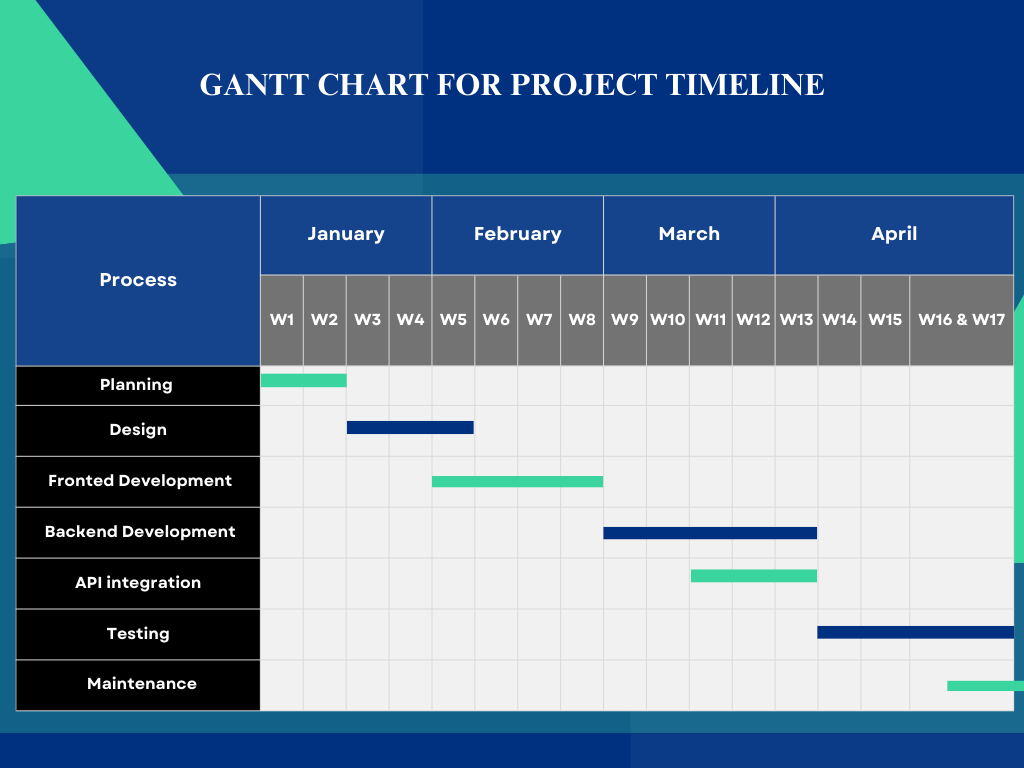 GANTT CHART FOR PROJECT TIMELINE
Process
January February March April
W1 W2 W3 W4 W5 W6 W7 W8 W9 W10 W11 W12 W13 W14 W15 W16 & W17
Planning
Design
Fronted Development
Backend Development
API integration
Testing
Maintenance